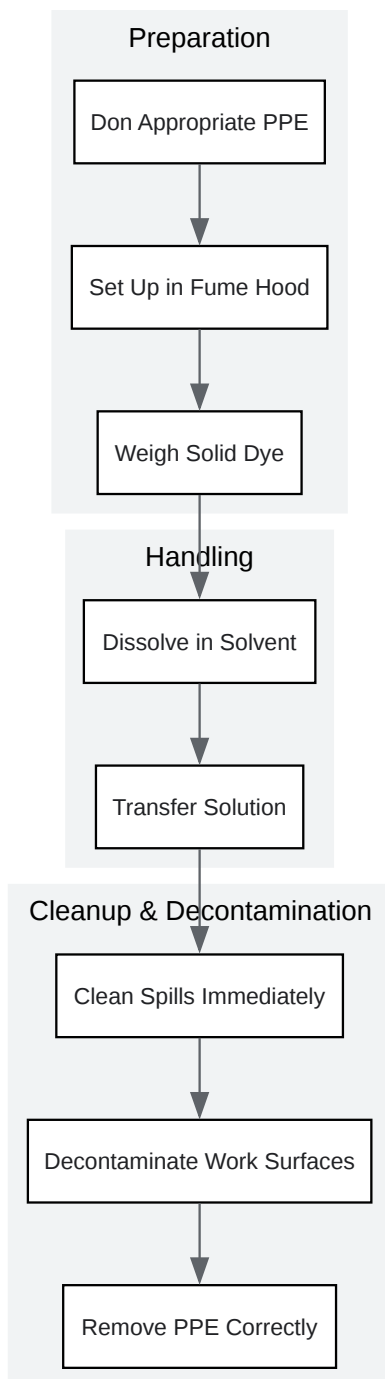 Preparation
Don Appropriate PPE
Set Up in Fume Hood
Weigh Solid Dye
Handling
Dissolve in Solvent
Transfer Solution
Cleanup & Decontamination
Clean Spills Immediately
Decontaminate Work Surfaces
Remove PPE Correctly